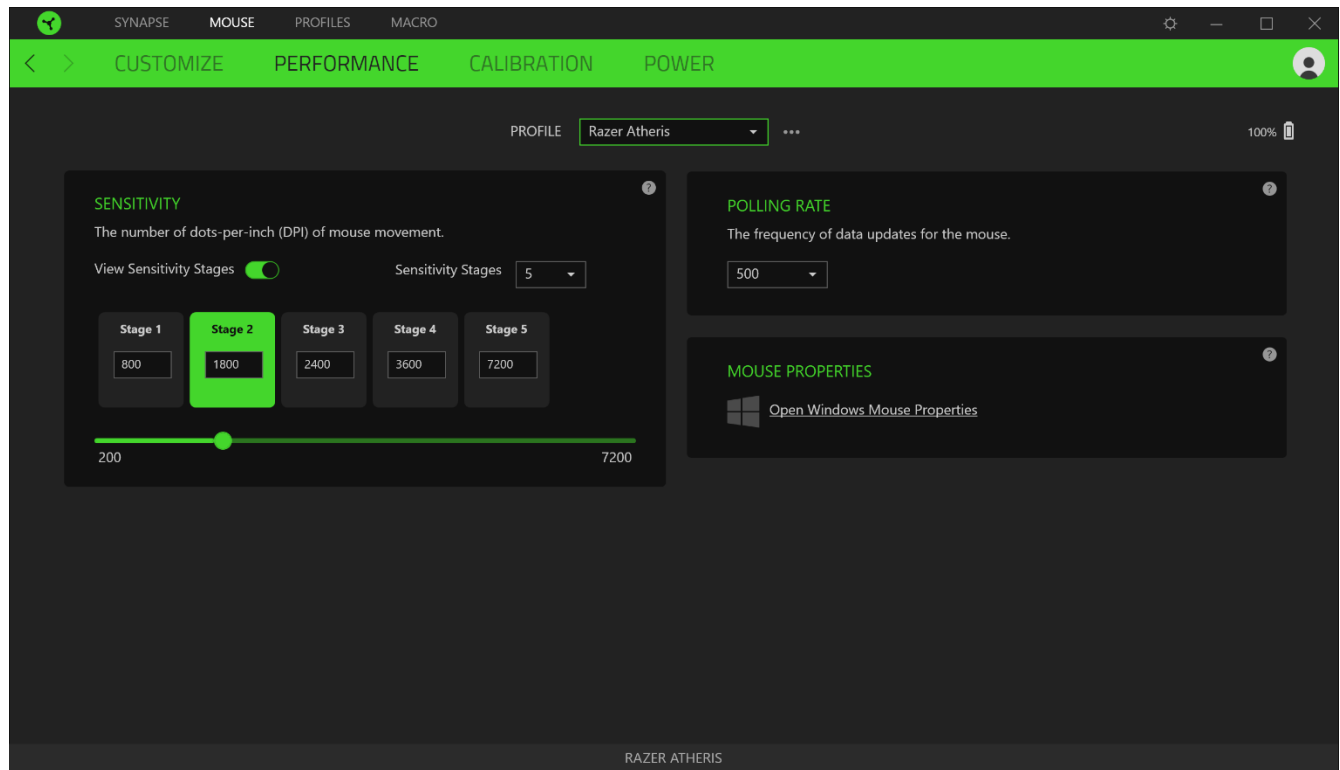 SYNAPSE MOUSE PROFILES MACRO
CUSTOMIZE PERFORMANCE CALIBRATION POWER
PROFILE Razer Atheris 100%
SENSITIVITY
The number of dots-per-inch (DPI) of mouse movement.
View Sensitivity Stages Sensitivity Stages 5
Stage 1 Stage 2 Stage 3 Stage 4 Stage 5
800 1800 2400 3600 7200
200 7200
POLLING RATE
The frequency of data updates for the mouse.
500
MOUSE PROPERTIES
Open Windows Mouse Properties
RAZER ATHERIS